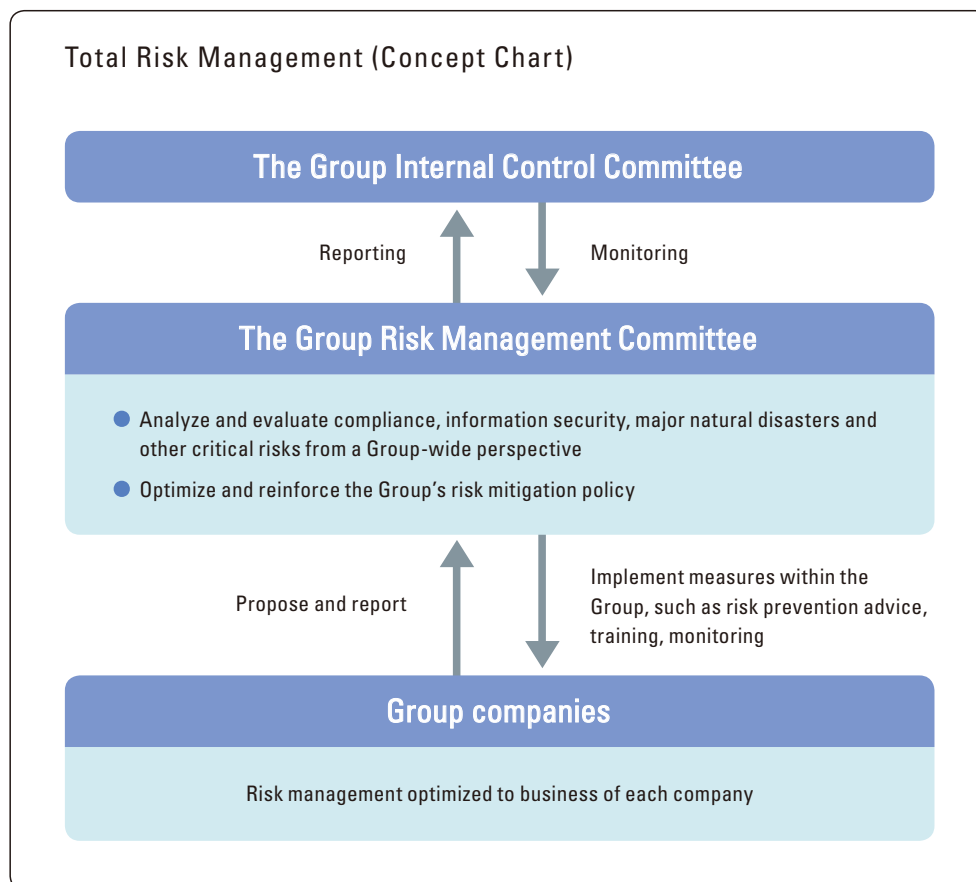 Total Risk Management (Concept Chart)
The Group Internal Control Committee
Reporting
Monitoring
The Group Risk Management Committee
● Analyze and evaluate compliance, information security, major natural disasters and
other critical risks from a Group-wide perspective
● Optimize and reinforce the Group's risk mitigation policy
Propose and report
Implement measures within the
Group, such as risk prevention advice,
training, monitoring
Group companies
Risk management optimized to business of each company